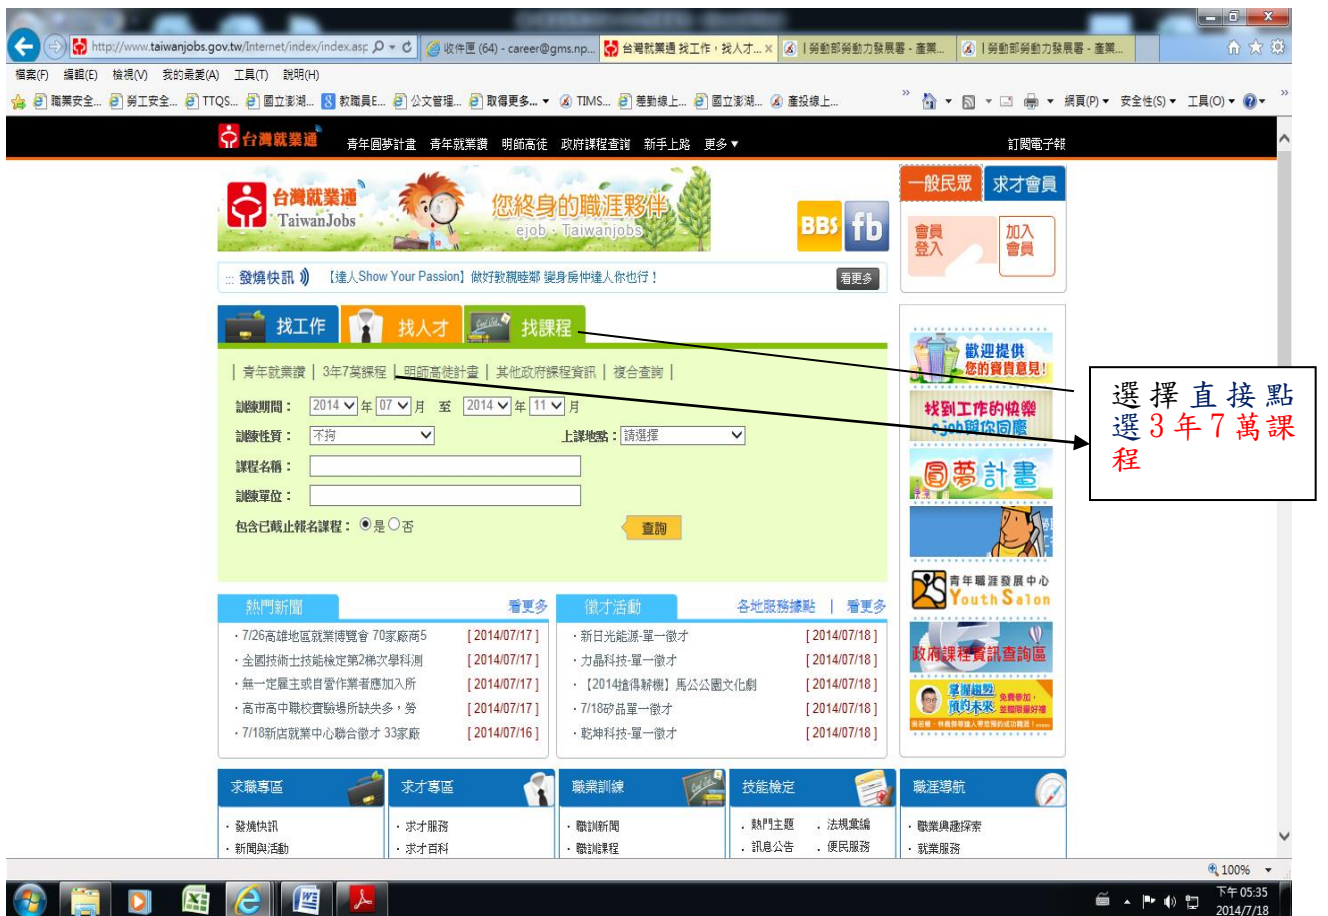 http://www.taiwanjobs.gov.tw/Internet/index/index.asp
收件匣 (64) - career@gms.np...
台灣就業通 找工作，找人才...
| 勞動部勞動力發展署 - 產業...
| 勞動部勞動力發展署 - 產業...
檔案(F) 編輯(E) 檢視(V) 我的最愛(A) 工具(T) 說明(H)
職業安全... 勞工安全... TTQS... 國立澎湖... 教職員E... 公文管理... 取得更多... TIMS... 差勤線上... 國立澎湖... 產投線上...
網頁(P) 安全性(S) 工具(O)
台灣就業通 青年圓夢計畫 青年就業讚 明師高徒 政府課程查詢 新手上路 更多▼ 訂閱電子報
台灣就業通
TaiwanJobs
您終身的職涯夥伴
ejob · Taiwanjobs
BBS fb
一般民眾 求才會員
會員登入
加入會員
::: 發燒快訊 【達人Show Your Passion】做好敦親睦鄰 變身房仲達人你也行！ 看更多
找工作 找人才 找課程
| 青年就業讚 | 3年7萬課程 | 明師高徒計畫 | 其他政府課程資訊 | 複合查詢 |
訓練期間： 2014 年 07 月 至 2014 年 11 月
訓練性質： 不拘 上課地點： 請選擇
課程名稱：
訓練單位：
包含已截止報名課程： 是 否 查詢
歡迎提供
您的寶貴意見!
找到工作的快樂
ejob與你同慶
圓夢計畫
青年職涯發展中心
Youth Salon
政府課程資訊查詢區
掌握趨勢
預約未來
免費參加，
並贈限量好禮
選擇直接點
選3年7萬課
程
熱門新聞 看更多
· 7/26高雄地區就業博覽會 70家廠商5 [ 2014/07/17 ]
· 全國技術士技能檢定第2梯次學科測 [ 2014/07/17 ]
· 無一定雇主或自營作業者應加入所 [ 2014/07/17 ]
· 高市高中職校實驗場所缺失多，勞 [ 2014/07/17 ]
· 7/18新店就業中心聯合徵才 33家廠 [ 2014/07/16 ]
徵才活動 各地服務據點 | 看更多
· 新日光能源-單一徵才 [ 2014/07/18 ]
· 力晶科技-單一徵才 [ 2014/07/18 ]
· 【2014搶得薪機】馬公公園文化劇 [ 2014/07/18 ]
· 7/18矽品單一徵才 [ 2014/07/18 ]
· 乾坤科技-單一徵才 [ 2014/07/18 ]
求職專區
· 發燒快訊
· 新聞與活動
求才專區
· 求才服務
· 求才百科
職業訓練
· 職訓新聞
· 職訓課程
技能檢定
. 熱門主題 . 法規彙編
. 訊息公告 . 便民服務
職涯導航
· 職業興趣探索
· 就業服務
100%
下午 05:35
2014/7/18